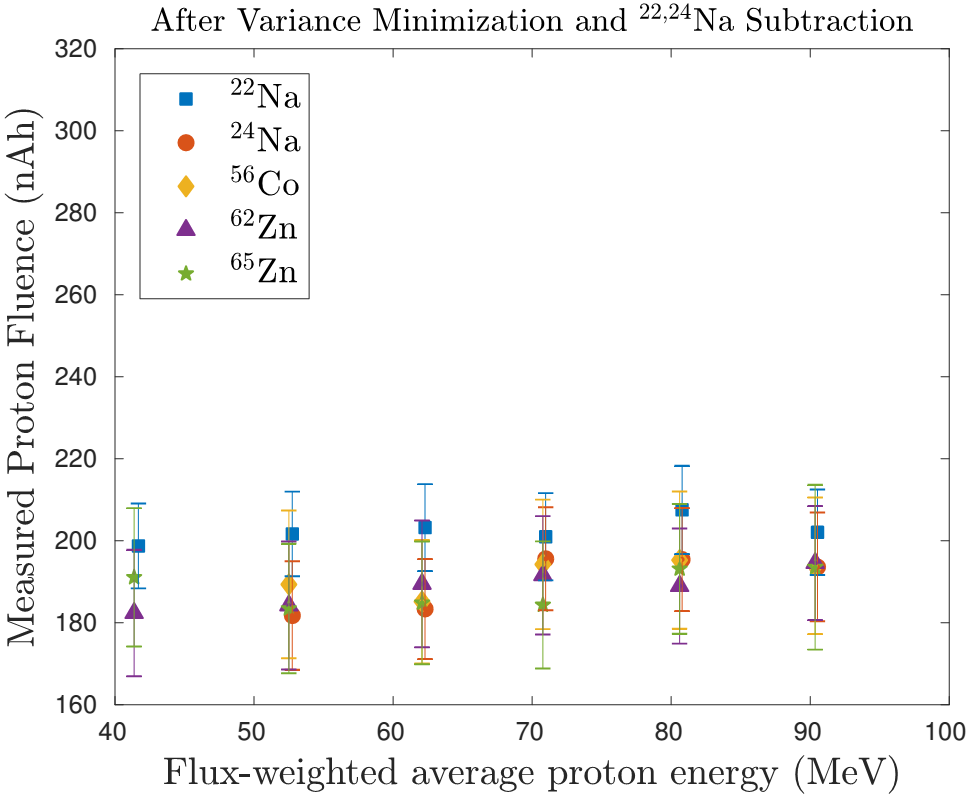 After Variance Minimization and ²²,²⁴Na Subtraction
320
300
280
260
240
220
200
180
160
Measured Proton Fluence (nAh)
²²Na
²⁴Na
⁵⁶Co
⁶²Zn
⁶⁵Zn
40 50 60 70 80 90 100
Flux-weighted average proton energy (MeV)